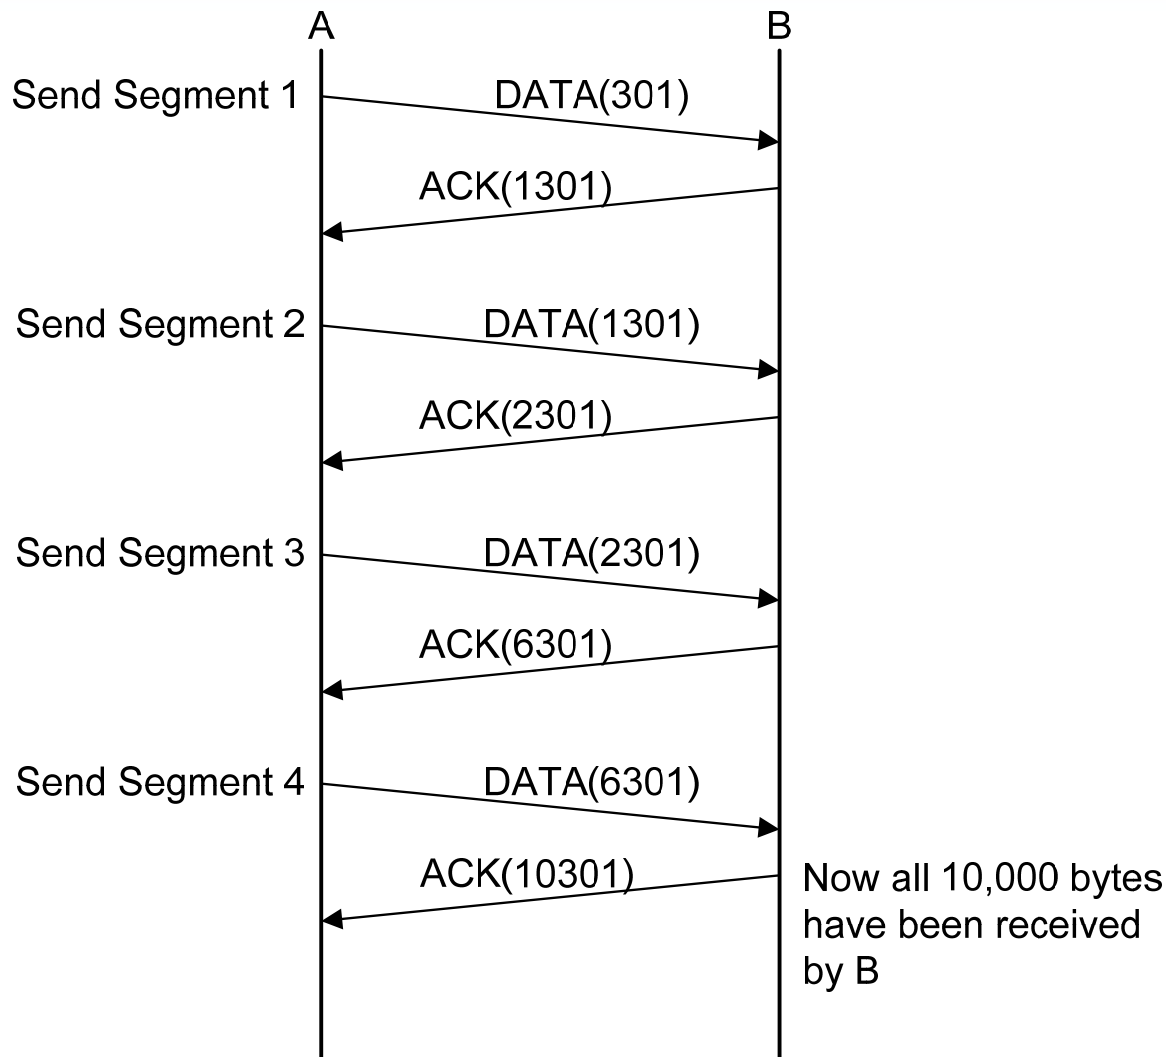 A
B
Send Segment 1
DATA(301)
ACK(1301)
Send Segment 2
DATA(1301)
ACK(2301)
Send Segment 3
DATA(2301)
ACK(6301)
Send Segment 4
DATA(6301)
ACK(10301)
Now all 10,000 bytes
have been received
by B